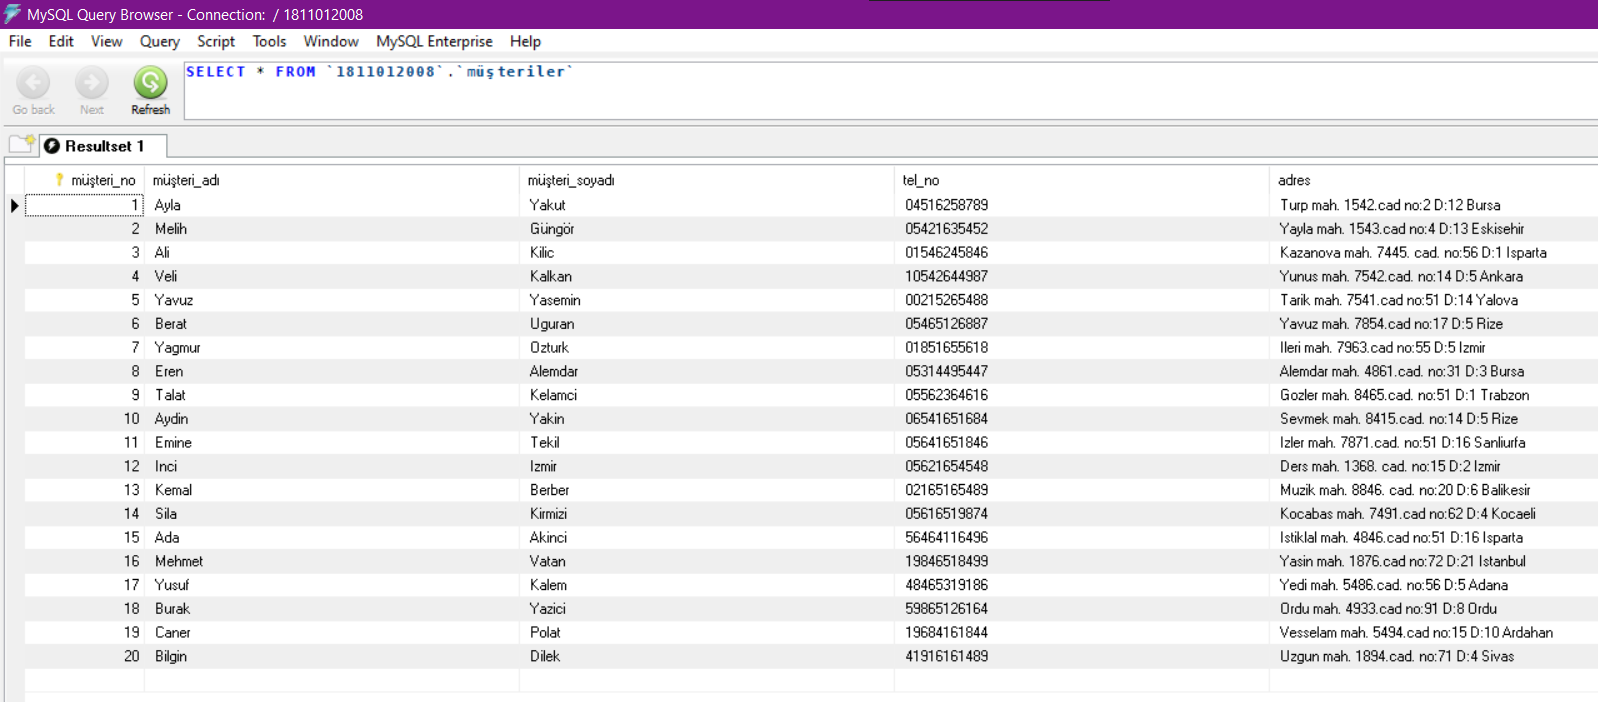 MySQL Query Browser - Connection:  / 1811012008
File Edit View Query Script Tools Window MySQL Enterprise Help
SELECT * FROM `1811012008`.`müşteriler`
Go back Next Refresh
Resultset 1
müşteri_no müşteri_adı müşteri_soyadı tel_no adres
1 Ayla Yakut 04516258789 Turp mah. 1542.cad no:2 D:12 Bursa
2 Melih Güngör 05421635452 Yayla mah. 1543.cad no:4 D:13 Eskisehir
3 Ali Kilic 01546245846 Kazanova mah. 7445. cad. no:56 D:1 Isparta
4 Veli Kalkan 10542644987 Yunus mah. 7542.cad no:14 D:5 Ankara
5 Yavuz Yasemin 00215265488 Tarik mah. 7541.cad no:51 D:14 Yalova
6 Berat Uguran 05465126887 Yavuz mah. 7854.cad no:17 D:5 Rize
7 Yagmur Ozturk 01851655618 Ileri mah. 7963.cad no:55 D:5 Izmir
8 Eren Alemdar 05314495447 Alemdar mah. 4861.cad. no:31 D:3 Bursa
9 Talat Kelamci 05562364616 Gozler mah. 8465.cad. no:51 D:1 Trabzon
10 Aydin Yakin 06541651684 Sevmek mah. 8415.cad. no:14 D:5 Rize
11 Emine Tekil 05641651846 Izler mah. 7871.cad. no:51 D:16 Sanliurfa
12 Inci Izmir 05621654548 Ders mah. 1368. cad. no:15 D:2 Izmir
13 Kemal Berber 02165165489 Muzik mah. 8846. cad. no:20 D:6 Balikesir
14 Sila Kirmizi 05616519874 Kocabas mah. 7491.cad no:62 D:4 Kocaeli
15 Ada Akinci 56464116496 Istiklal mah. 4846.cad no:51 D:16 Isparta
16 Mehmet Vatan 19846518499 Yasin mah. 1876.cad no:72 D:21 Istanbul
17 Yusuf Kalem 48465319186 Yedi mah. 5486.cad. no:56 D:5 Adana
18 Burak Yazici 59865126164 Ordu mah. 4933.cad no:91 D:8 Ordu
19 Caner Polat 19684161844 Vesselam mah. 5494.cad no:15 D:10 Ardahan
20 Bilgin Dilek 41916161489 Uzgun mah. 1894.cad. no:71 D:4 Sivas